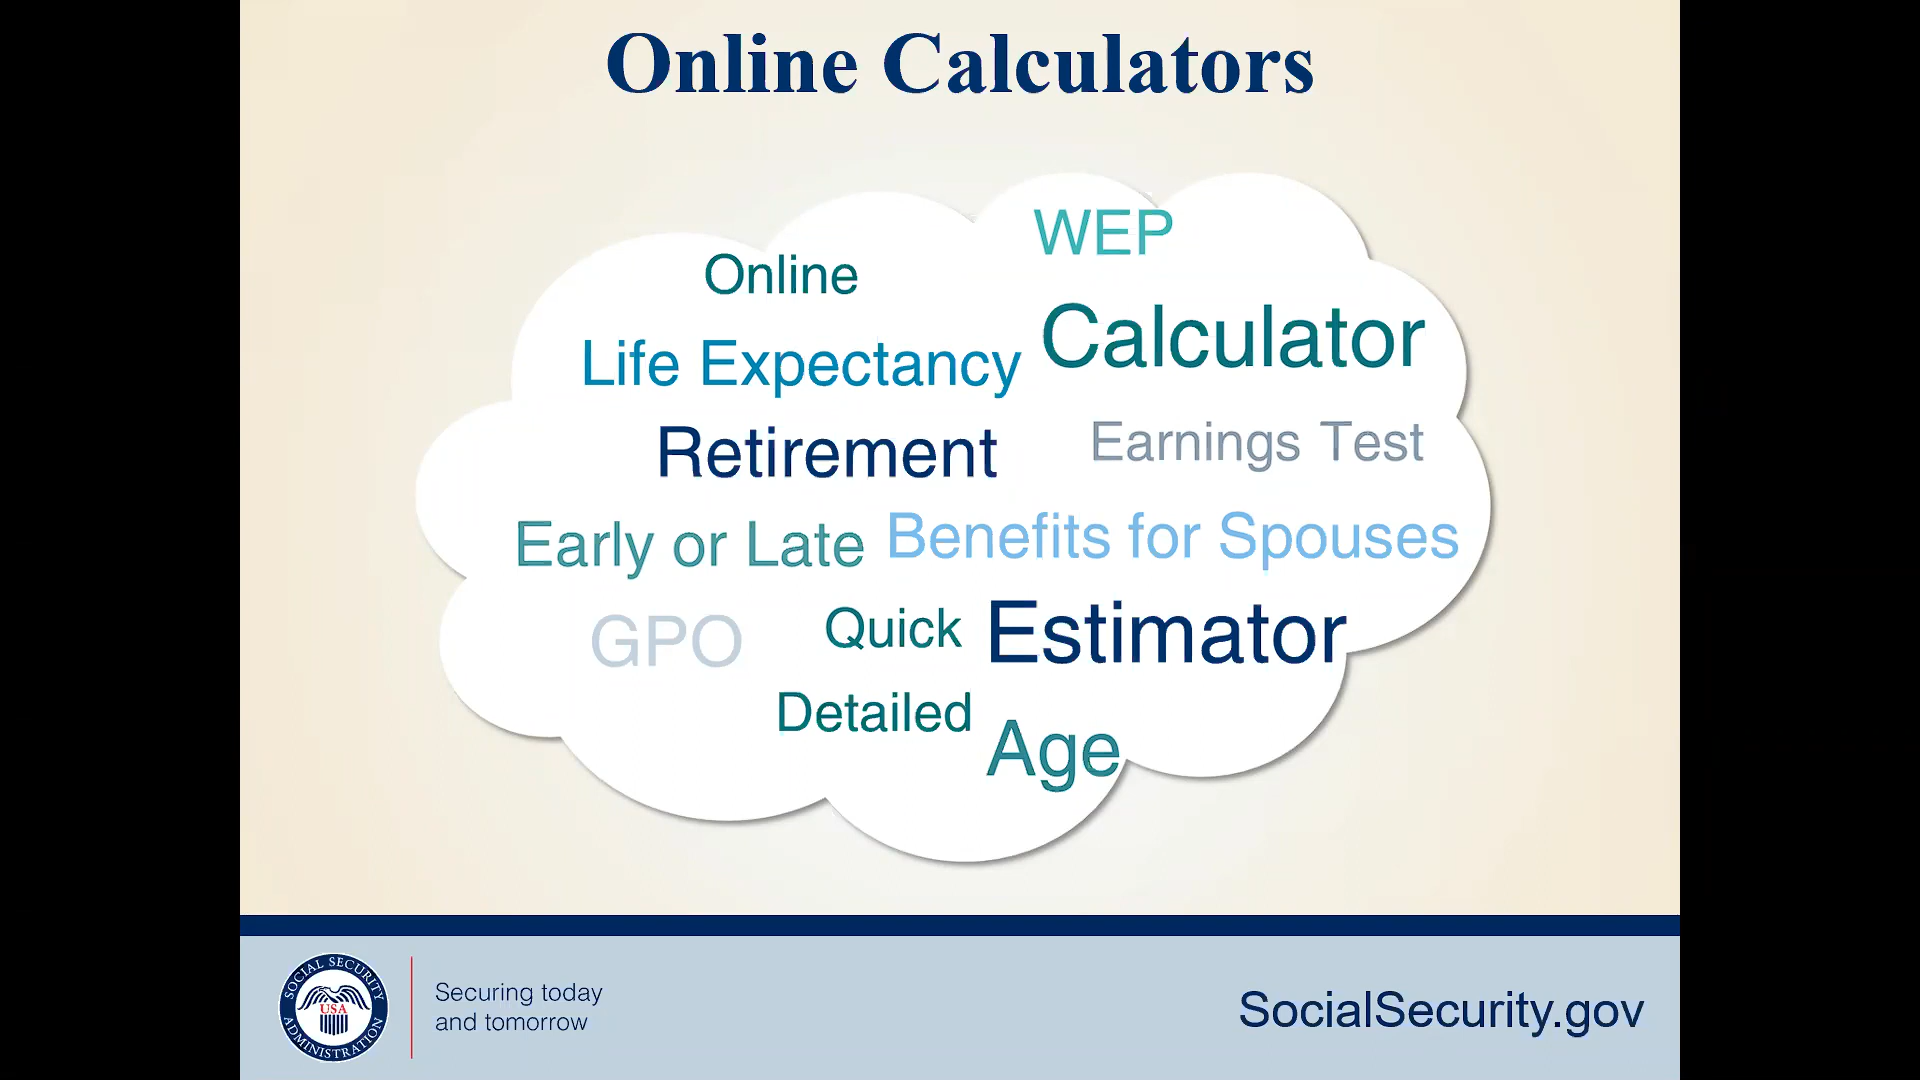 Online Calculators
WEP
Online
Calculator
Life Expectancy
Retirement
Earnings Test
Early or Late
Benefits for Spouses
GPO
Quick
Estimator
Detailed
Age
SOCIAL SECURITY
USA
ADMINISTRATION
Securing today
and tomorrow
SocialSecurity.gov